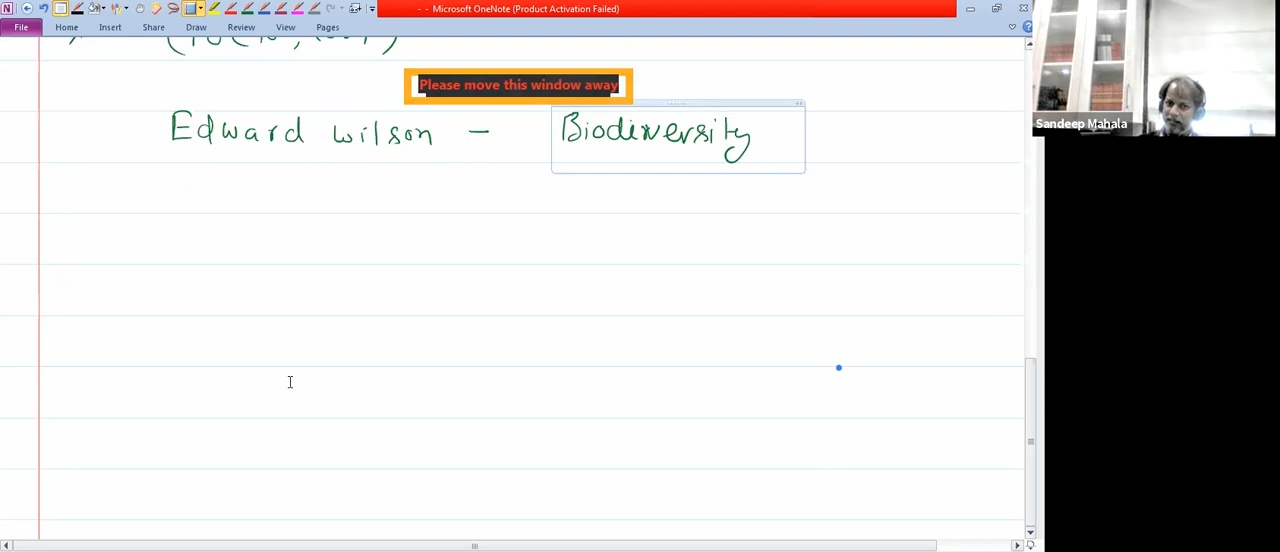 - - Microsoft OneNote (Product Activation Failed)
File Home Insert Draw Review View Pages
Please move this window away
Edward wilson - Biodiversity
Sandeep Mahala